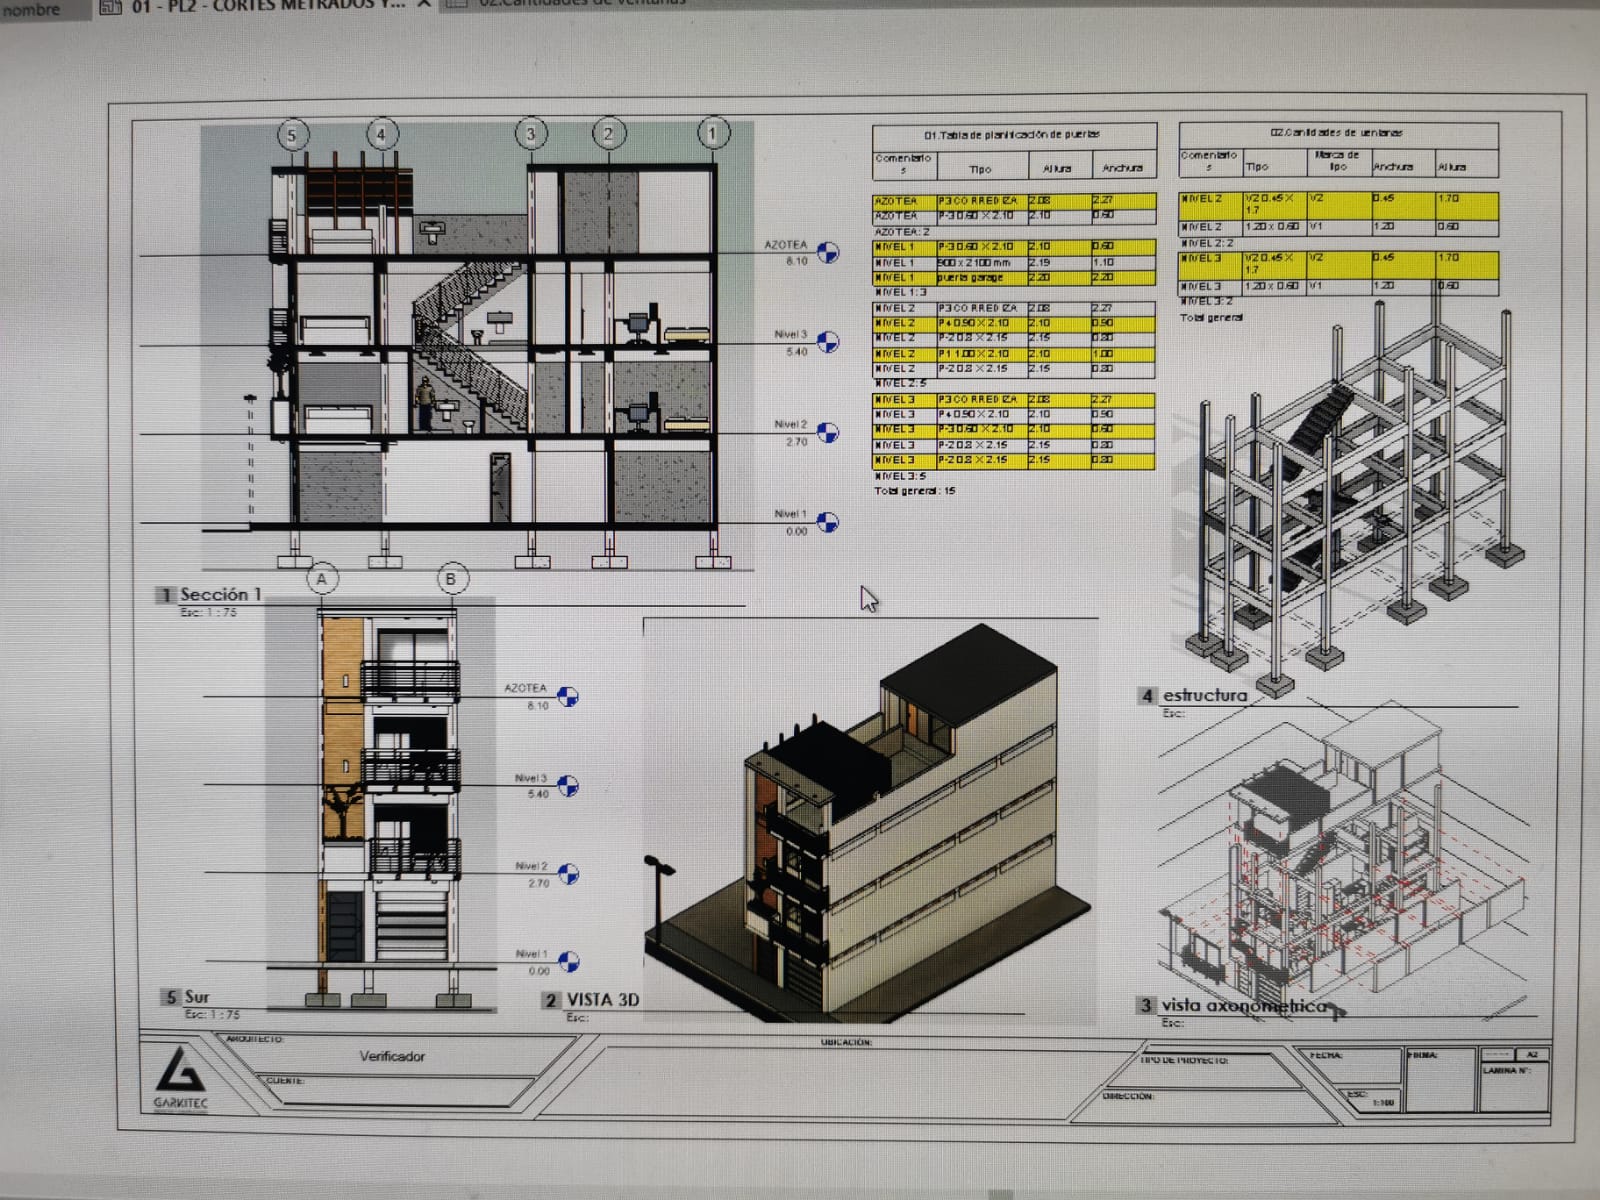 nombre
01 - PL2 - CORTES METRADOS Y...
02.Cantidades de ventanas
5
4
3
2
1
AZOTEA
8.10
Nivel 3
5.40
Nivel 2
2.70
Nivel 1
0.00
1 Sección 1
Esc: 1 : 75
01.Tabla de planificación de puertas
Comentario
s
Tipo
Altura
Anchura
AZOTEA P3 CORREDIZA 2.08 2.27
AZOTEA P-3 0.60 X 2.10 2.10 0.60
AZOTEA: 2
NIVEL 1 P-3 0.60 X 2.10 2.10 0.60
NIVEL 1 900 x 2100 mm 2.19 1.10
NIVEL 1 puerta garage 2.20 2.20
NIVEL 1: 3
NIVEL 2 P3 CORREDIZA 2.08 2.27
NIVEL 2 P4 0.90 X 2.10 2.10 0.90
NIVEL 2 P-2 0.8 X 2.15 2.15 0.80
NIVEL 2 P1 1.00 X 2.10 2.10 1.00
NIVEL 2 P-2 0.8 X 2.15 2.15 0.80
NIVEL 2: 5
NIVEL 3 P3 CORREDIZA 2.08 2.27
NIVEL 3 P4 0.90 X 2.10 2.10 0.90
NIVEL 3 P-3 0.60 X 2.10 2.10 0.60
NIVEL 3 P-2 0.8 X 2.15 2.15 0.80
NIVEL 3 P-2 0.8 X 2.15 2.15 0.80
NIVEL 3: 5
Total general: 15
02.Cantidades de ventanas
Comentario
s
Tipo
Marca de
tipo
Anchura
Altura
NIVEL 2 V2 0.45 X
1.7 V2 0.45 1.70
NIVEL 2 1.20 x 0.60 V1 1.20 0.60
NIVEL 2: 2
NIVEL 3 V2 0.45 X
1.7 V2 0.45 1.70
NIVEL 3 1.20 x 0.60 V1 1.20 0.60
NIVEL 3: 2
Total general
4 estructura
Esc:
A
B
AZOTEA
8.10
Nivel 3
5.40
Nivel 2
2.70
Nivel 1
0.00
5 Sur
Esc: 1 : 75
2 VISTA 3D
Esc:
3 vista axonometrica
Esc:
GARKITEC
ARQUITECTO:
Verificador
CLIENTE:
UBICACIÓN:
TIPO DE PROYECTO:
DIRECCIÓN:
FECHA:
ESC:
1:100
FIRMA:
A2
LAMINA N°: